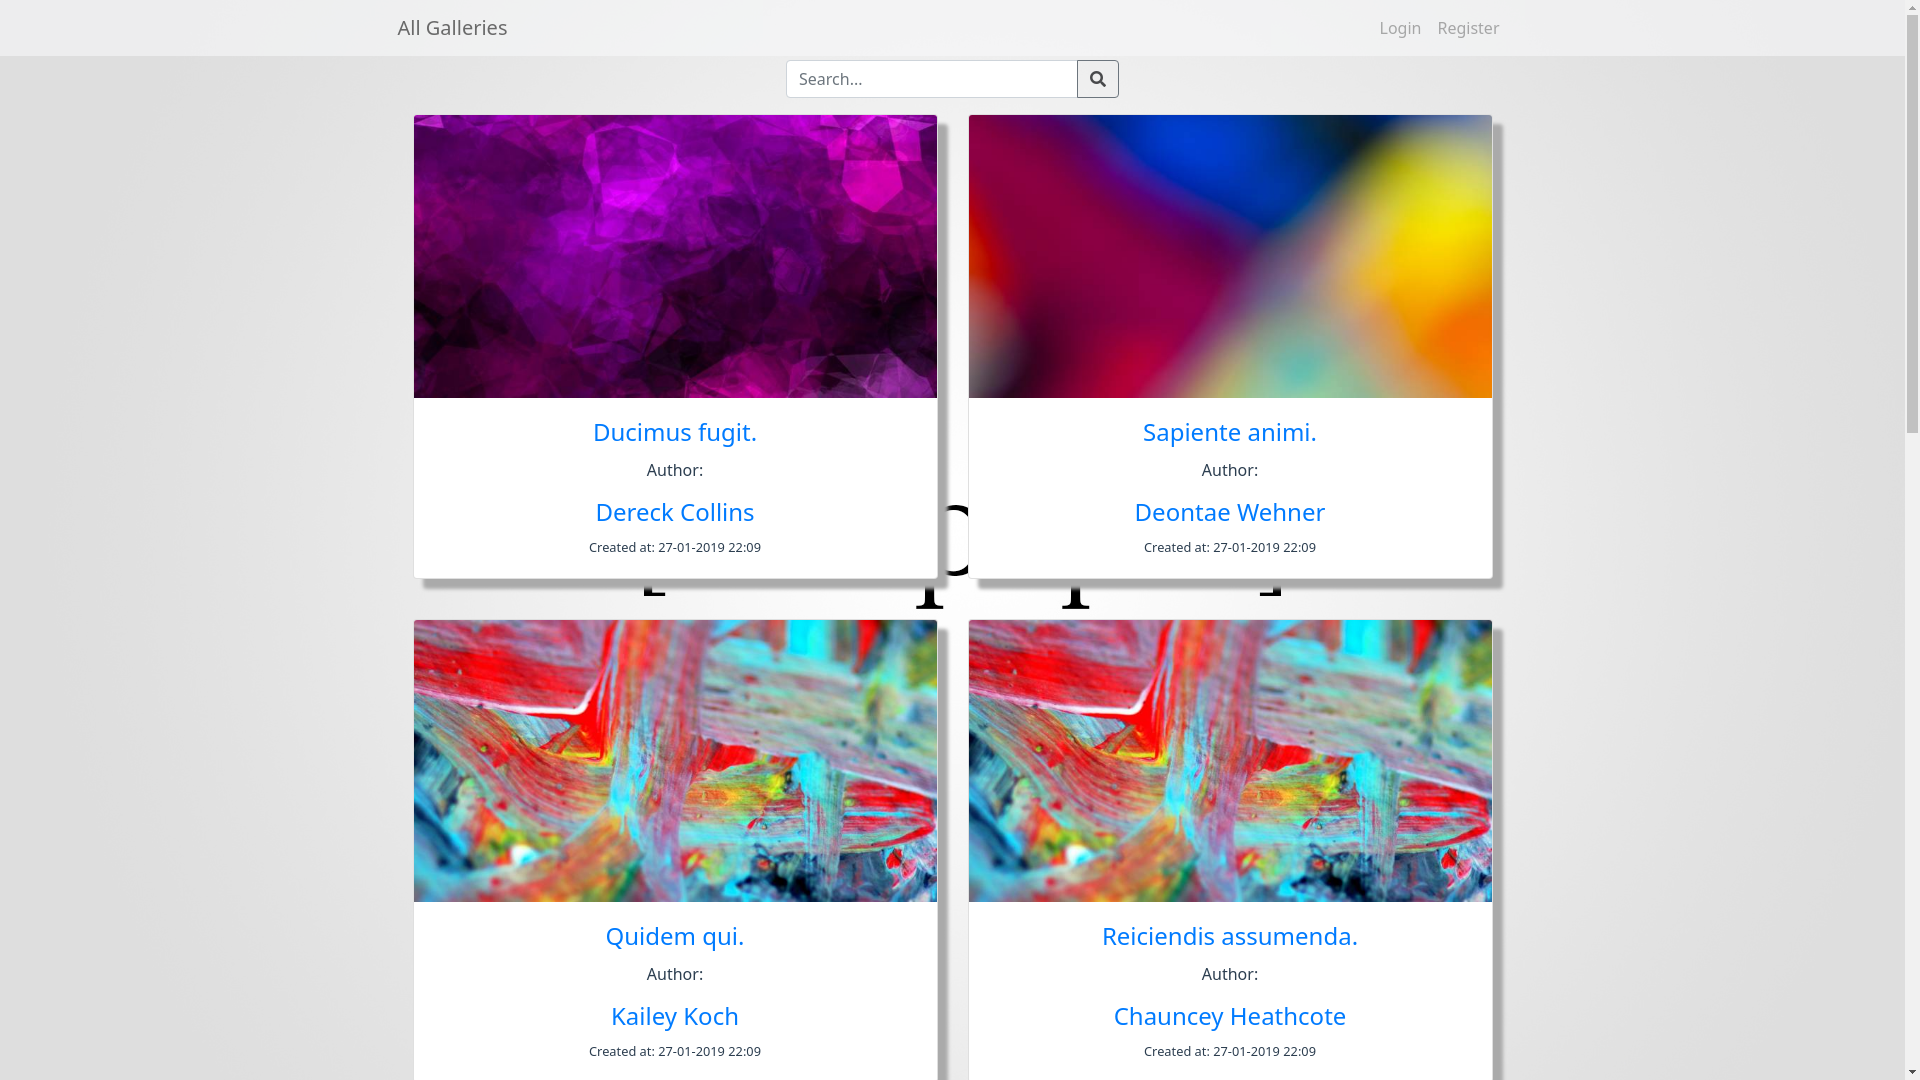 All Galleries
Login Register
Search...
Ducimus fugit.
Author:
Dereck Collins
Created at: 27-01-2019 22:09
Sapiente animi.
Author:
Deontae Wehner
Created at: 27-01-2019 22:09
Quidem qui.
Author:
Kailey Koch
Created at: 27-01-2019 22:09
Reiciendis assumenda.
Author:
Chauncey Heathcote
Created at: 27-01-2019 22:09